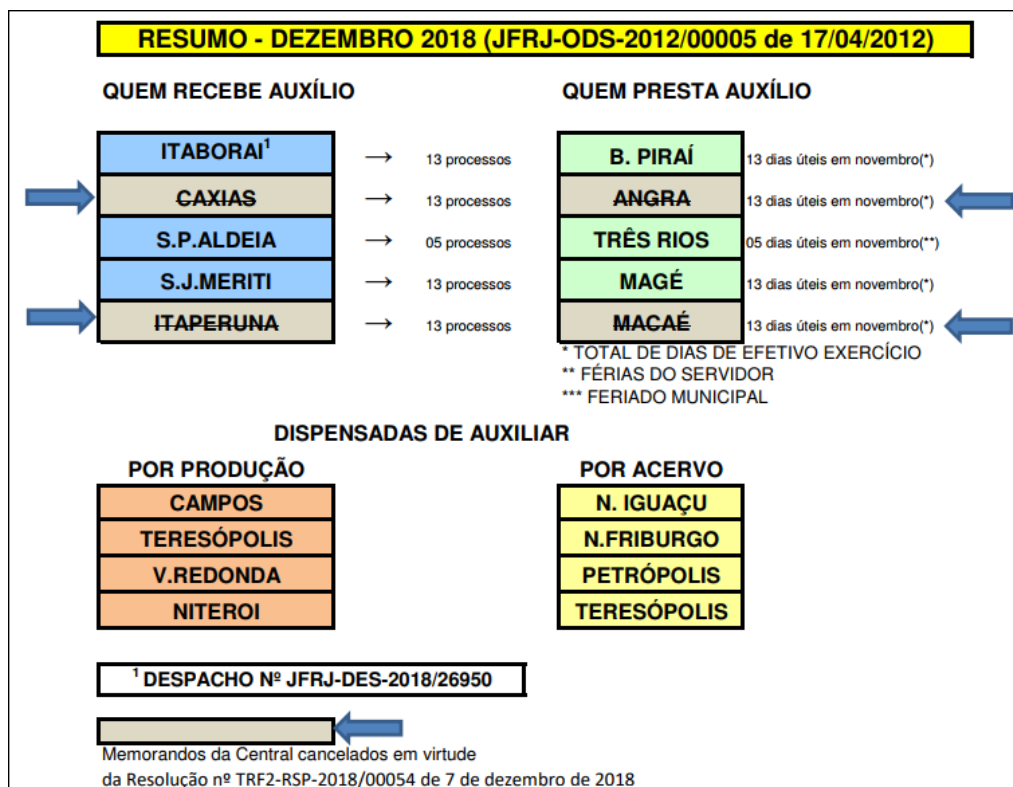 RESUMO - DEZEMBRO 2018 (JFRJ-ODS-2012/00005 de 17/04/2012)
QUEM RECEBE AUXÍLIO QUEM PRESTA AUXÍLIO
ITABORAI¹ → 13 processos B. PIRAÍ 13 dias úteis em novembro(*)
CAXIAS → 13 processos ANGRA 13 dias úteis em novembro(*)
S.P.ALDEIA → 05 processos TRÊS RIOS 05 dias úteis em novembro(**)
S.J.MERITI → 13 processos MAGÉ 13 dias úteis em novembro(*)
ITAPERUNA → 13 processos MACAÉ 13 dias úteis em novembro(*)
* TOTAL DE DIAS DE EFETIVO EXERCÍCIO
** FÉRIAS DO SERVIDOR
*** FERIADO MUNICIPAL
DISPENSADAS DE AUXILIAR
POR PRODUÇÃO POR ACERVO
CAMPOS N. IGUAÇU
TERESÓPOLIS N.FRIBURGO
V.REDONDA PETRÓPOLIS
NITEROI TERESÓPOLIS
¹ DESPACHO Nº JFRJ-DES-2018/26950
Memorandos da Central cancelados em virtude
da Resolução nº TRF2-RSP-2018/00054 de 7 de dezembro de 2018